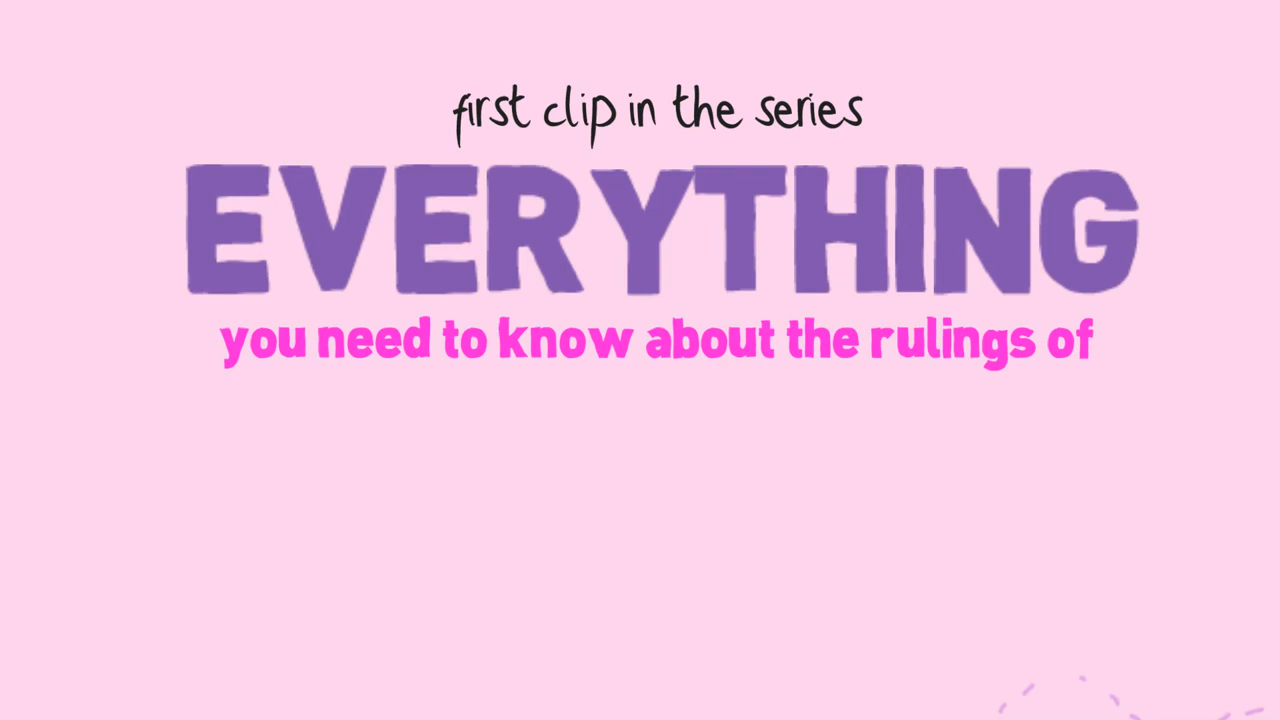 first clip in the series
EVERYTHING
you need to know about the rulings of